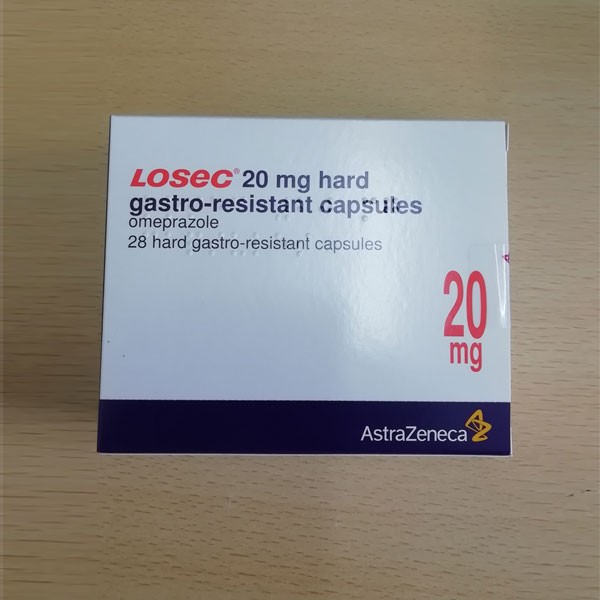 LOSEC® 20 mg hard
gastro-resistant capsules
omeprazole
28 hard gastro-resistant capsules
20
mg
AstraZeneca